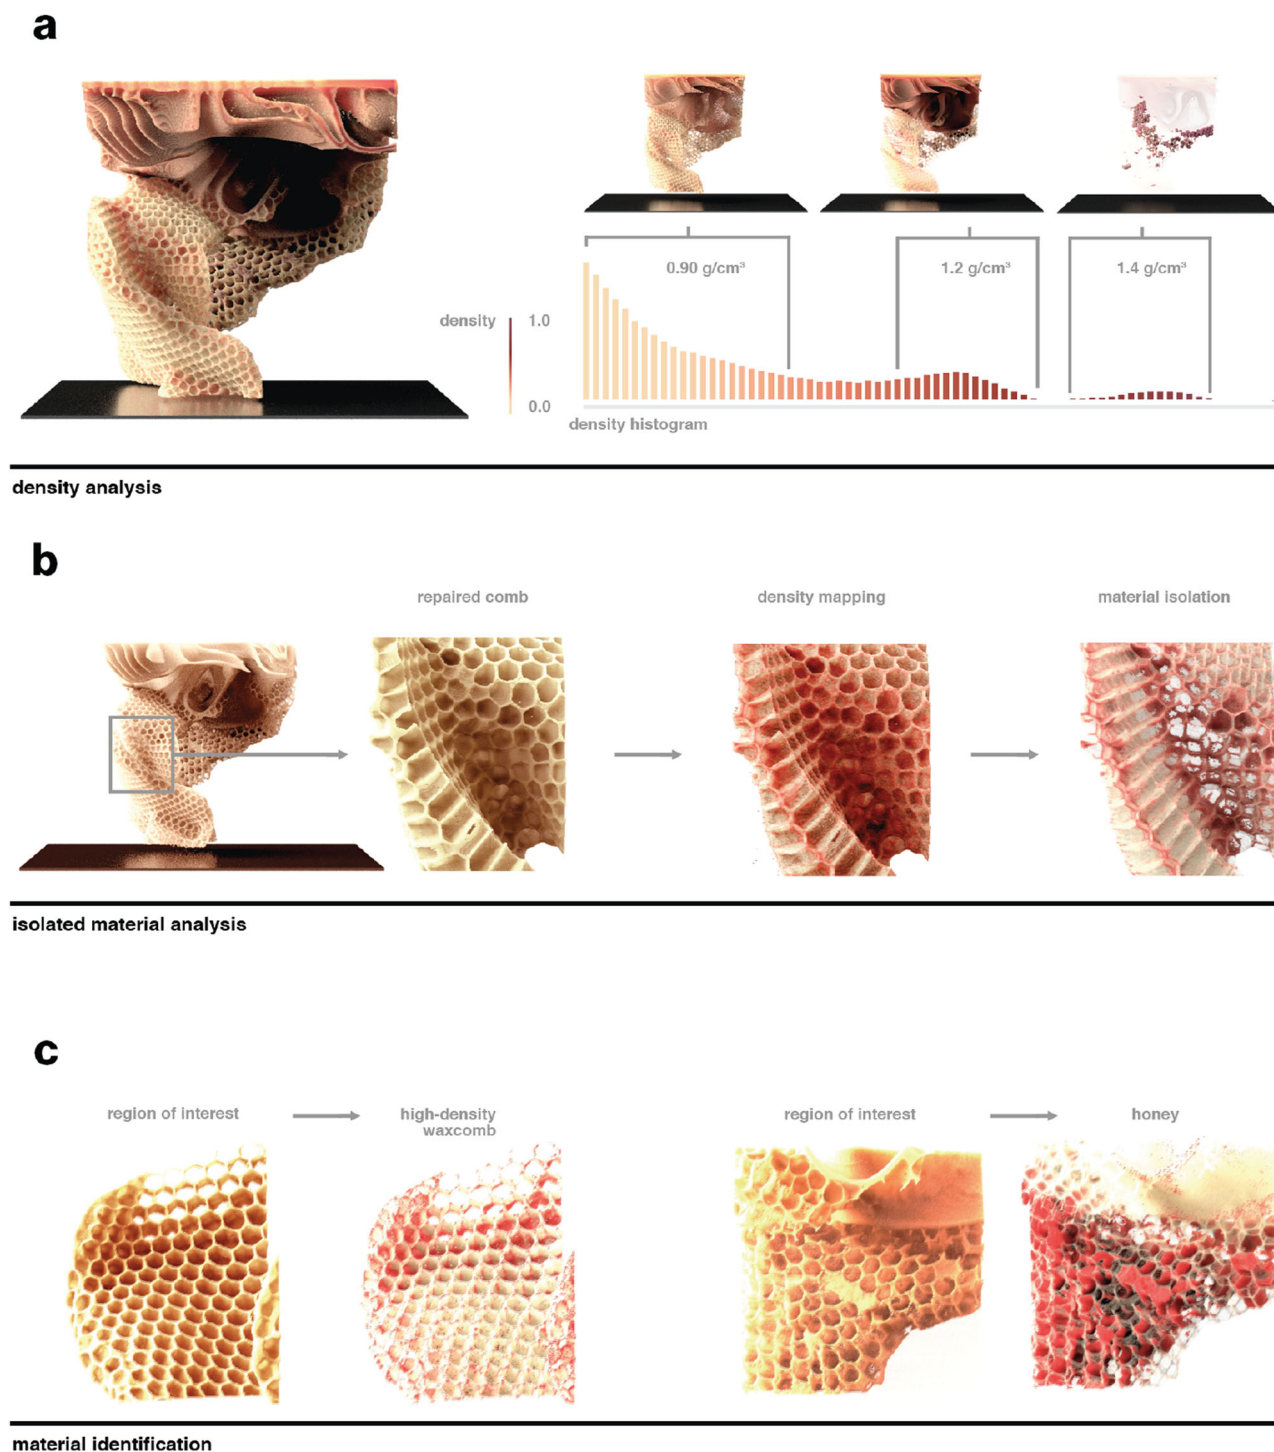 a
0.90 g/cm³
1.2 g/cm³
1.4 g/cm³
density
1.0
0.0
density histogram
density analysis
b
repaired comb
density mapping
material isolation
isolated material analysis
c
region of interest
high-density
waxcomb
region of interest
honey
material identification